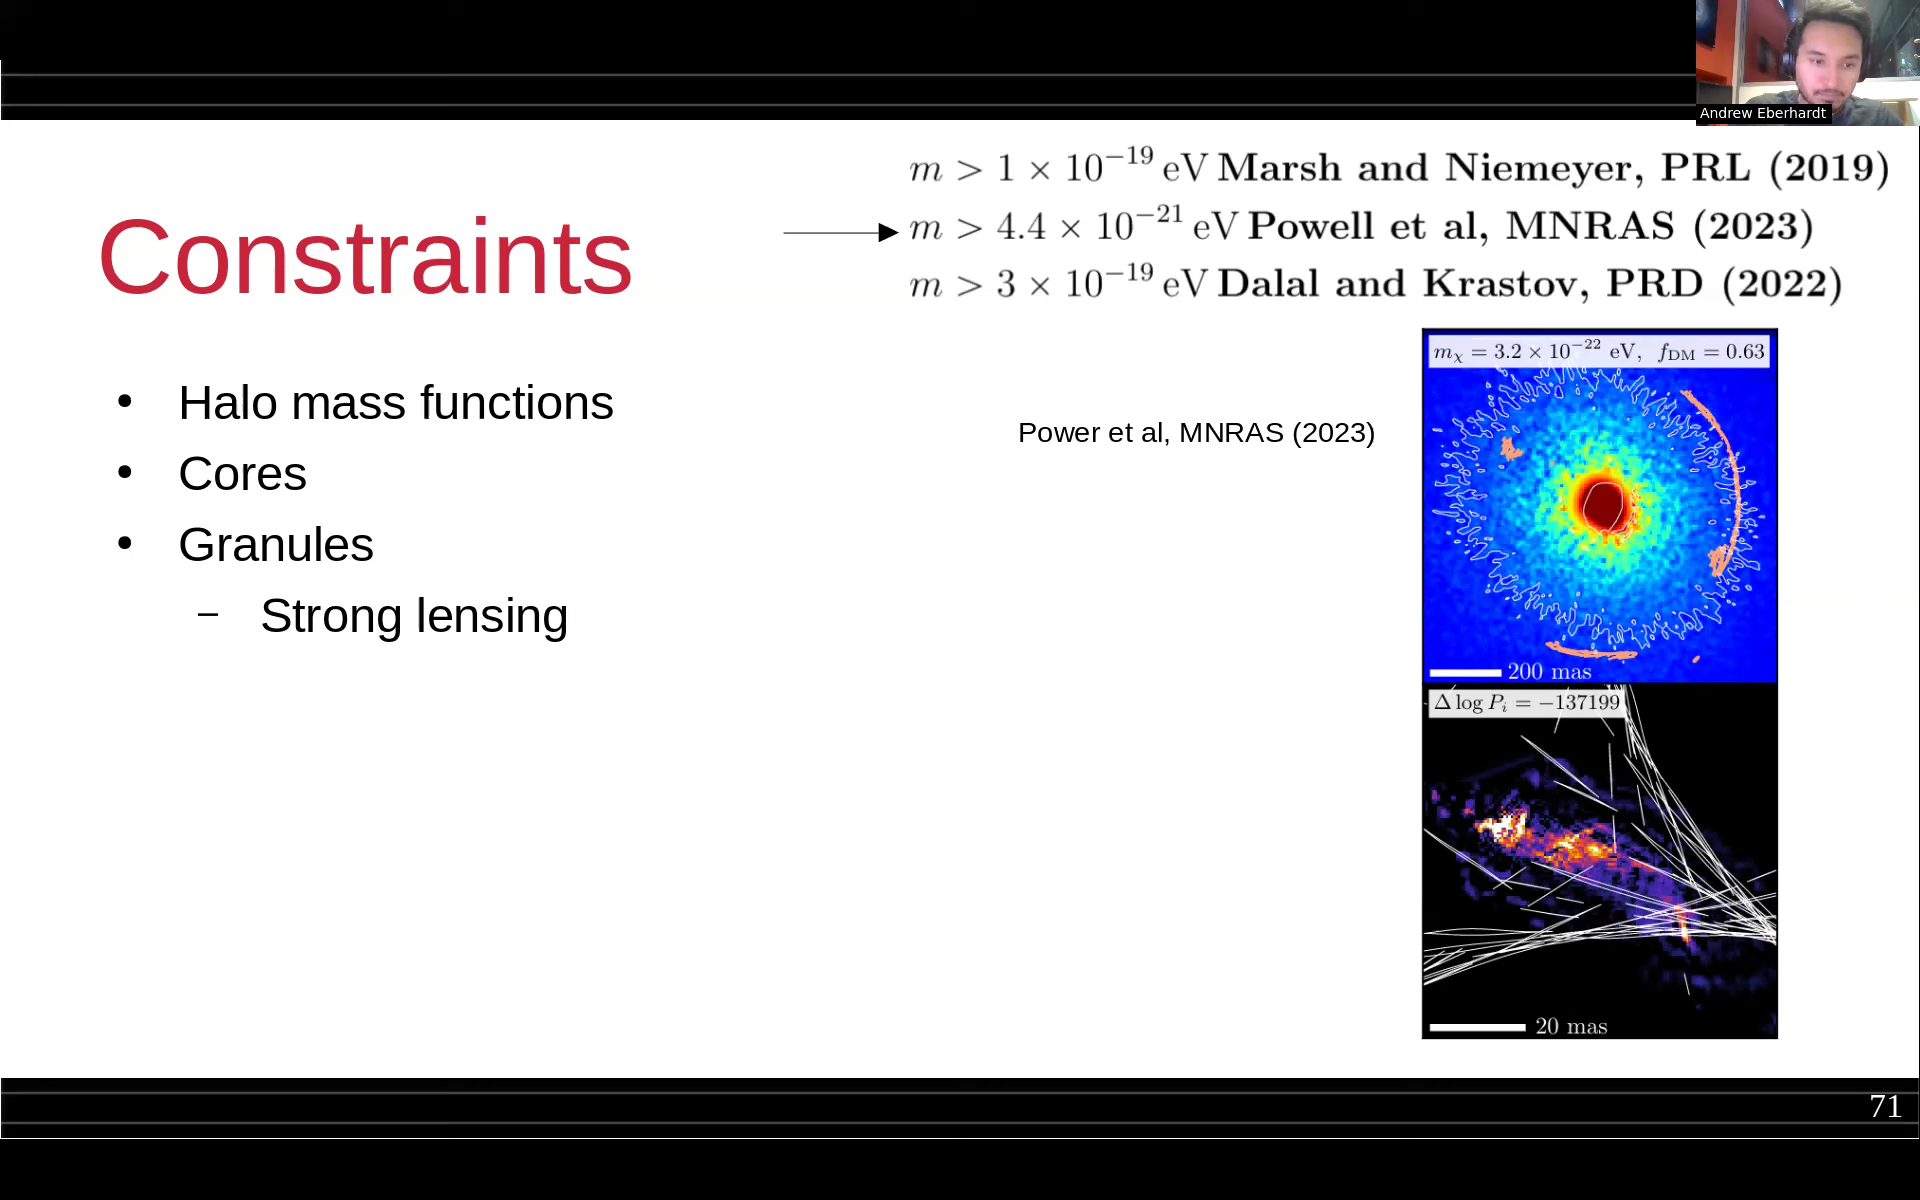 Andrew Eberhardt
m > 1 × 10⁻¹⁹ eV Marsh and Niemeyer, PRL (2019)
m > 4.4 × 10⁻²¹ eV Powell et al, MNRAS (2023)
m > 3 × 10⁻¹⁹ eV Dalal and Krastov, PRD (2022)
Constraints
• Halo mass functions
• Cores
• Granules
– Strong lensing
Power et al, MNRAS (2023)
mχ = 3.2 × 10⁻²² eV, f_DM = 0.63
200 mas
Δ log Pᵢ = −137199
20 mas
71